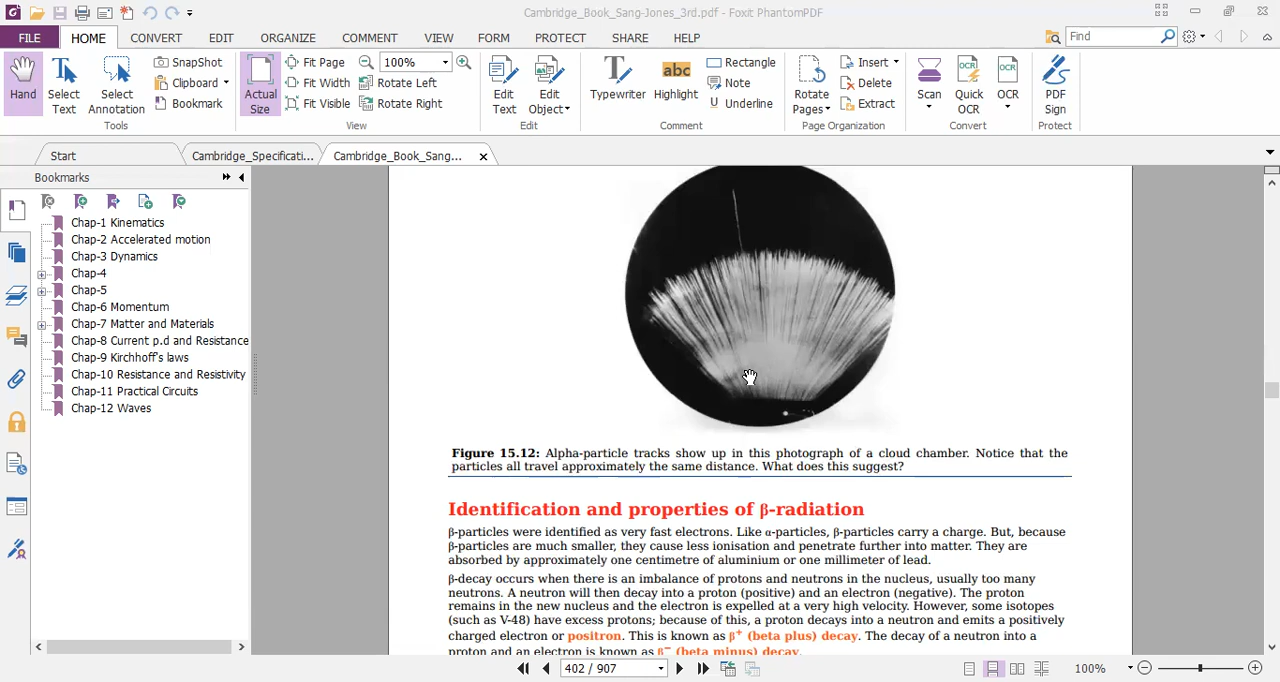 Cambridge_Book_Sang-Jones_3rd.pdf - Foxit PhantomPDF
FILE HOME CONVERT EDIT ORGANIZE COMMENT VIEW FORM PROTECT SHARE HELP Find
Hand
Select Text
Select Annotation
SnapShot
Clipboard
Bookmark
Tools
Actual Size
Fit Page
Fit Width
Fit Visible
100%
Rotate Left
Rotate Right
View
Edit Text
Edit Object
Edit
Typewriter
abc
Highlight
Rectangle
Note
Underline
Comment
Rotate Pages
Insert
Delete
Extract
Page Organization
Scan
OCR
Quick OCR
OCR
OCR
Convert
PDF Sign
Protect
Start Cambridge_Specificati... Cambridge_Book_Sang...
Bookmarks
Chap-1 Kinematics
Chap-2 Accelerated motion
Chap-3 Dynamics
Chap-4
Chap-5
Chap-6 Momentum
Chap-7 Matter and Materials
Chap-8 Current p.d and Resistance
Chap-9 Kirchhoff's laws
Chap-10 Resistance and Resistivity
Chap-11 Practical Circuits
Chap-12 Waves
Figure 15.12: Alpha-particle tracks show up in this photograph of a cloud chamber. Notice that the
particles all travel approximately the same distance. What does this suggest?
Identification and properties of β-radiation
β-particles were identified as very fast electrons. Like α-particles, β-particles carry a charge. But, because
β-particles are much smaller, they cause less ionisation and penetrate further into matter. They are
absorbed by approximately one centimetre of aluminium or one millimeter of lead.
β-decay occurs when there is an imbalance of protons and neutrons in the nucleus, usually too many
neutrons. A neutron will then decay into a proton (positive) and an electron (negative). The proton
remains in the new nucleus and the electron is expelled at a very high velocity. However, some isotopes
(such as V-48) have excess protons; because of this, a proton decays into a neutron and emits a positively
charged electron or positron. This is known as β⁺ (beta plus) decay. The decay of a neutron into a
proton and an electron is known as β⁻ (beta minus) decay.
402 / 907
100%